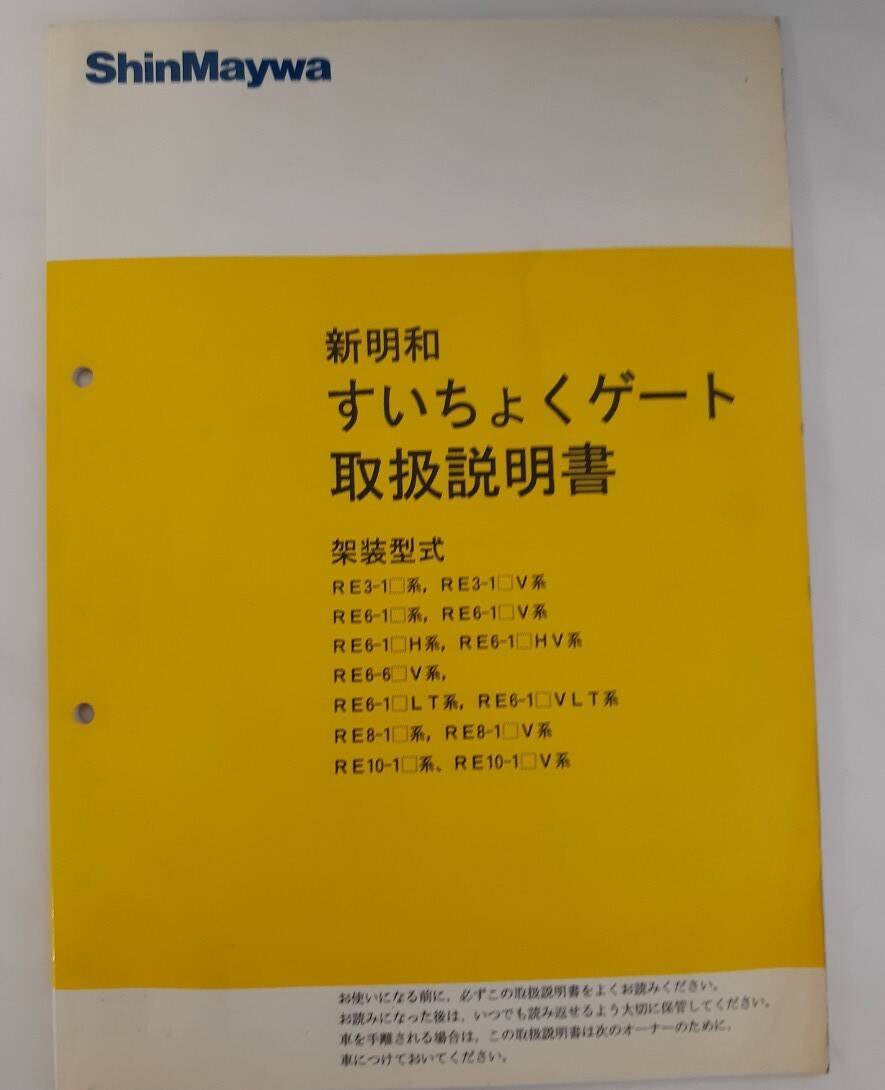 ShinMaywa
新明和
すいちょくゲート
取扱説明書
架装型式
RE3-1□系, RE3-1□V系
RE6-1□系, RE6-1□V系
RE6-1□H系, RE6-1□HV系
RE6-6□V系,
RE6-1□LT系, RE6-1□VLT系
RE8-1□系, RE8-1□V系
RE10-1□系、RE10-1□V系
お使いになる前に, 必ずこの取扱説明書をよくお読みください。
お読みになった後は, いつでも読み返せるよう大切に保管してください。
車を手離される場合は, この取扱説明書は次のオーナーのために,
車につけておいてください。